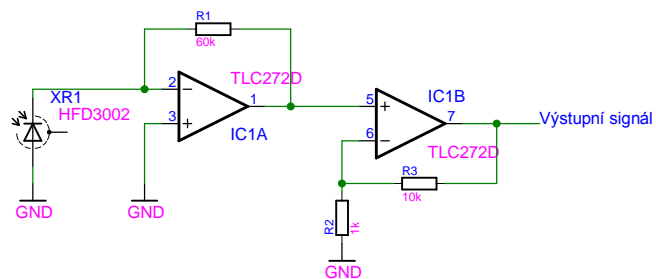 R1
60k
XR1
HFD3002
2
3
1
TLC272D
IC1A
GND
GND
5
6
7
IC1B
TLC272D
Výstupní signál
R3
10k
R2
1k
GND